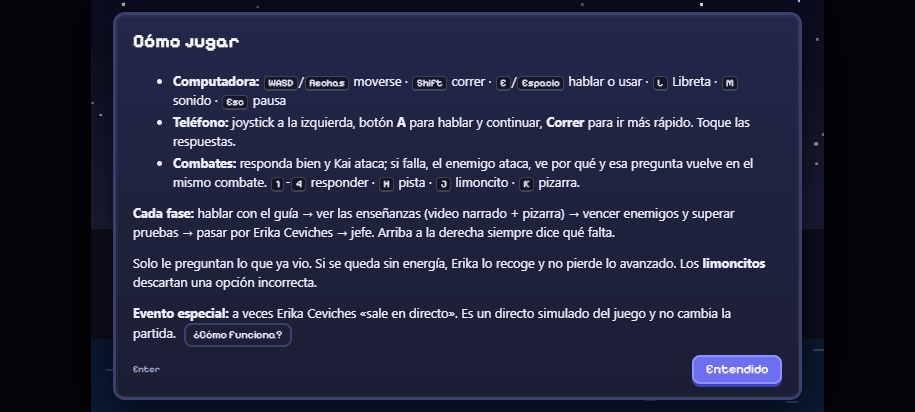 Cómo jugar
• Computadora: WASD / flechas moverse · Shift correr · E / Espacio hablar o usar · L Libreta · M
sonido · Esc pausa
• Teléfono: joystick a la izquierda, botón A para hablar y continuar, Correr para ir más rápido. Toque las
respuestas.
• Combates: responda bien y Kai ataca; si falla, el enemigo ataca, ve por qué y esa pregunta vuelve en el
mismo combate. 1 - 4 responder · H pista · J limoncito · K pizarra.
Cada fase: hablar con el guía → ver las enseñanzas (video narrado + pizarra) → vencer enemigos y superar
pruebas → pasar por Erika Ceviches → jefe. Arriba a la derecha siempre dice qué falta.
Solo le preguntan lo que ya vio. Si se queda sin energía, Erika lo recoge y no pierde lo avanzado. Los limoncitos
descartan una opción incorrecta.
Evento especial: a veces Erika Ceviches «sale en directo». Es un directo simulado del juego y no cambia la
partida. ¿Cómo funciona?
Enter
Entendido